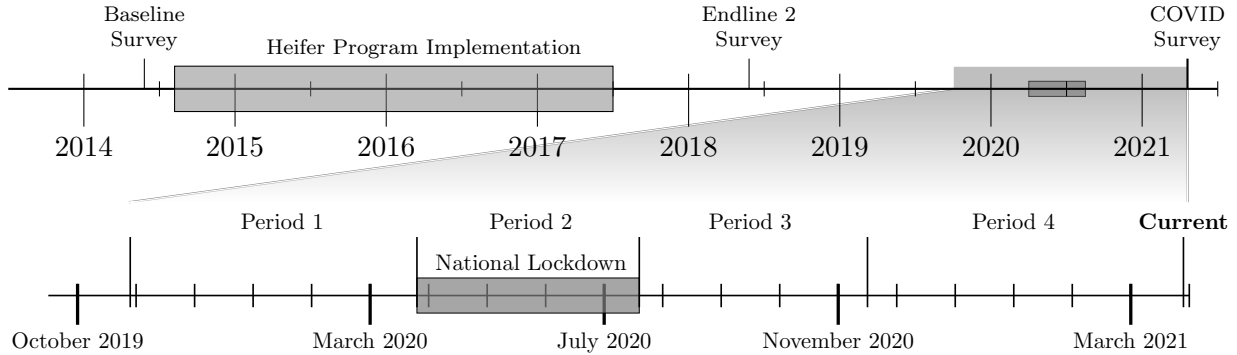 Baseline
Survey
Heifer Program Implementation
Endline 2
Survey
COVID
Survey
2014 2015 2016 2017 2018 2019 2020 2021
Period 1 Period 2 Period 3 Period 4 Current
National Lockdown
October 2019 March 2020 July 2020 November 2020 March 2021